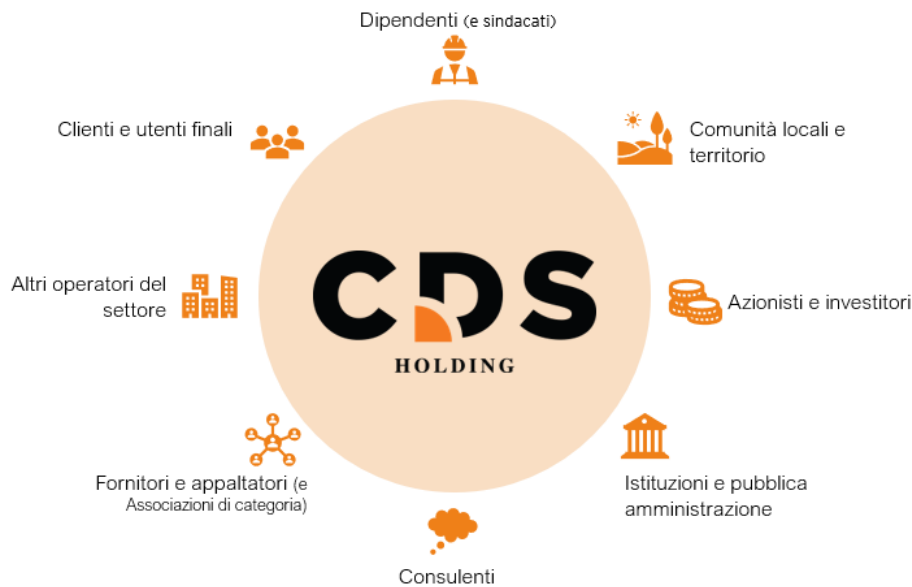 Dipendenti (e sindacati)
Clienti e utenti finali
Comunità locali e
territorio
Altri operatori del
settore
CDS
HOLDING
Azionisti e investitori
Fornitori e appaltatori (e
Associazioni di categoria)
Istituzioni e pubblica
amministrazione
Consulenti